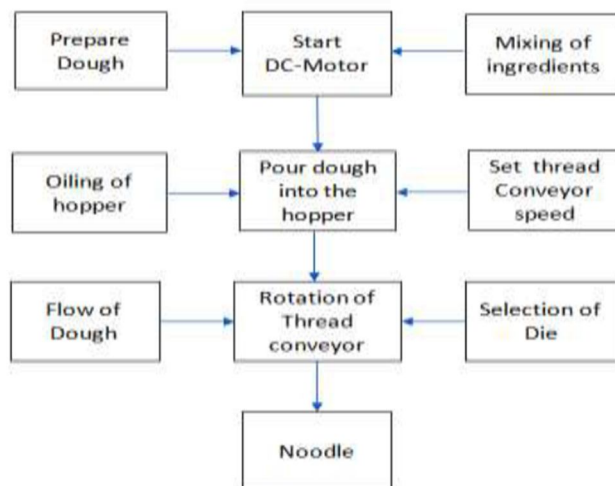 Prepare
Dough
Start
DC-Motor
Mixing of
ingredients
Oiling of
hopper
Pour dough
into the
hopper
Set thread
Conveyor
speed
Flow of
Dough
Rotation of
Thread
conveyor
Selection of
Die
Noodle